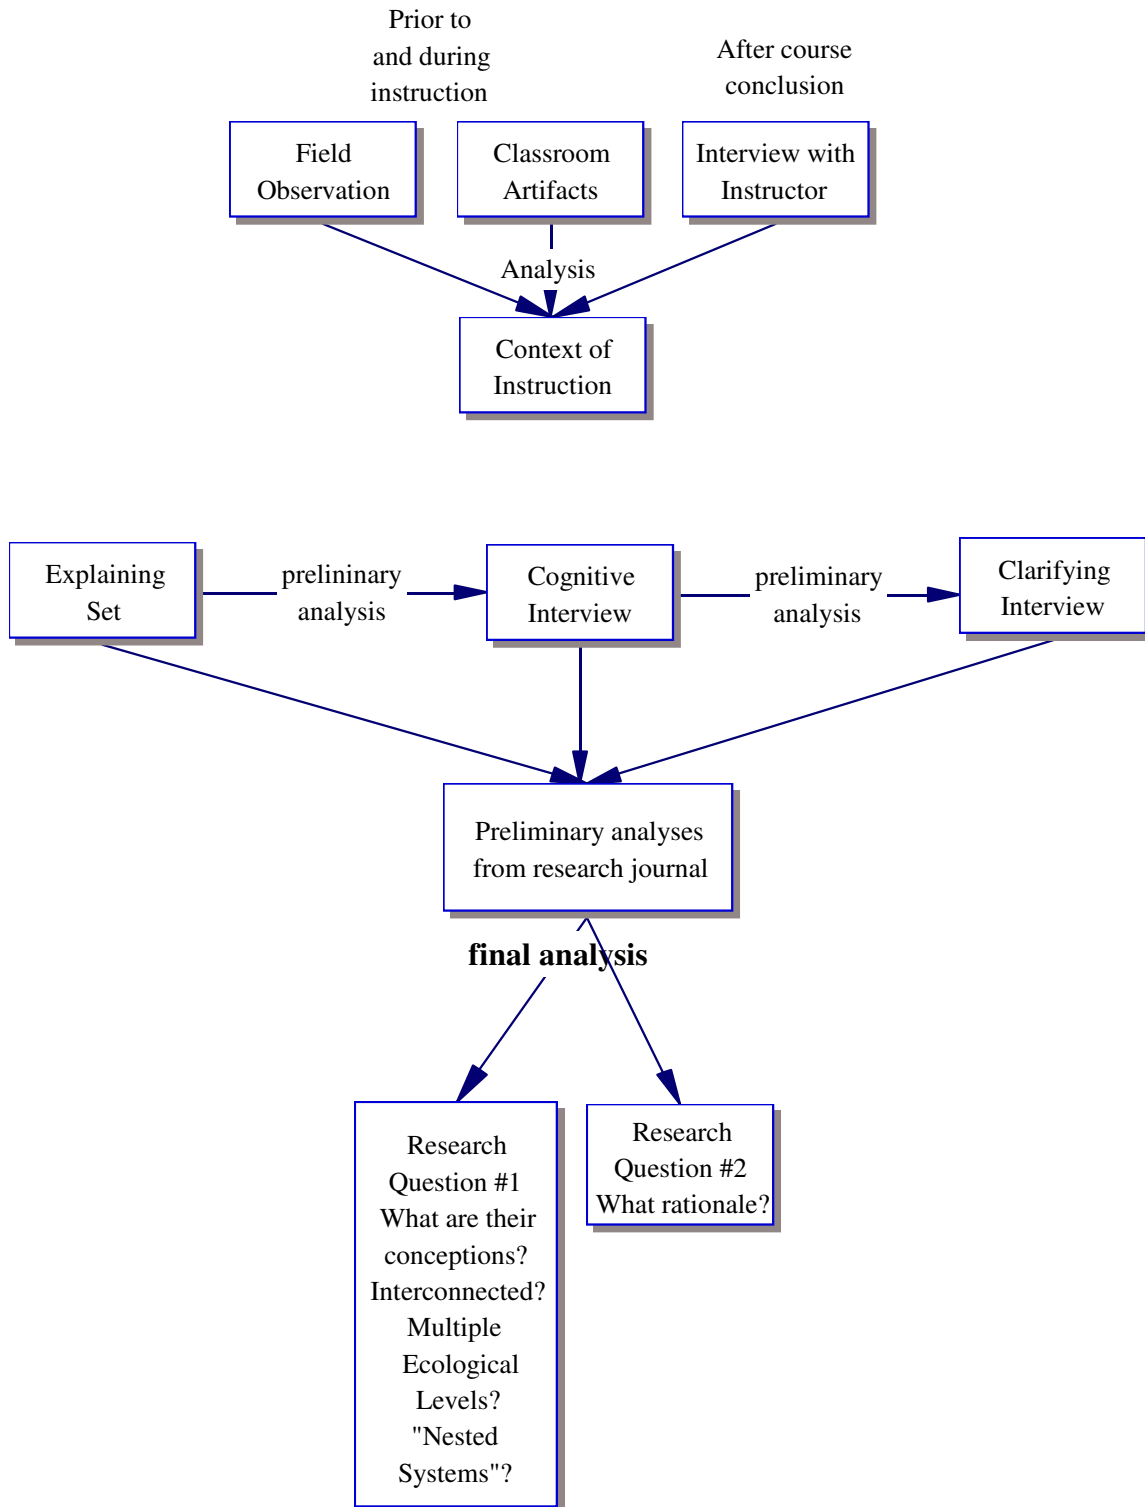 Prior to
and during
instruction
After course
conclusion
Field
Observation
Classroom
Artifacts
Interview with
Instructor
Analysis
Context of
Instruction
Explaining
Set
prelininary
analysis
Cognitive
Interview
preliminary
analysis
Clarifying
Interview
Preliminary analyses
from research journal
final analysis
Research
Question #1
What are their
conceptions?
Interconnected?
Multiple
Ecological
Levels?
"Nested
Systems"?
Research
Question #2
What rationale?